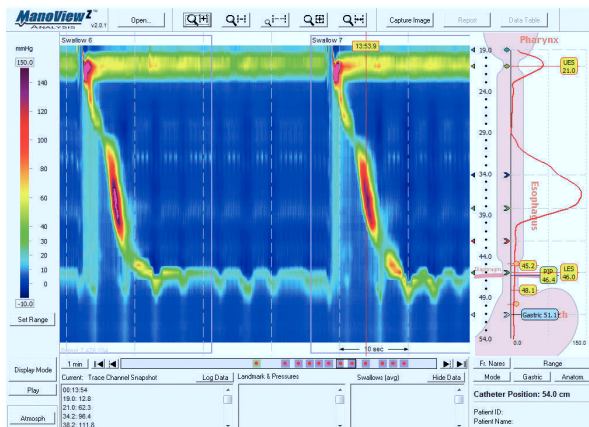 ManoView Z
ANALYSIS
v2.0.1
Open...
Capture Image
Report
Data Table
mmHg
150.0
140
120
100
80
60
40
20
0
-10.0
Set Range
Display Mode
Play
Atmosph
Swallow 6
Swallow 7
13:53.9
10 sec
Pharynx
Esophagus
19.0
24.0
29.0
34.0
39.0
44.0
49.0
54.0
UES
21.0
45.2
PIP
46.4
LES
46.0
48.1
Gastric 51.1
0.0
150.0
1 min
Current: Trace Channel Snapshot
Log Data
Landmark & Pressures
Swallows (avg)
Hide Data
00:13:54
19.0: 12.8
21.0: 62.3
34.2: 96.4
38.2: 111.8
Fr. Nares
Range
Mode
Gastric
Anatom.
Catheter Position: 54.0 cm
Patient ID:
Patient Name: